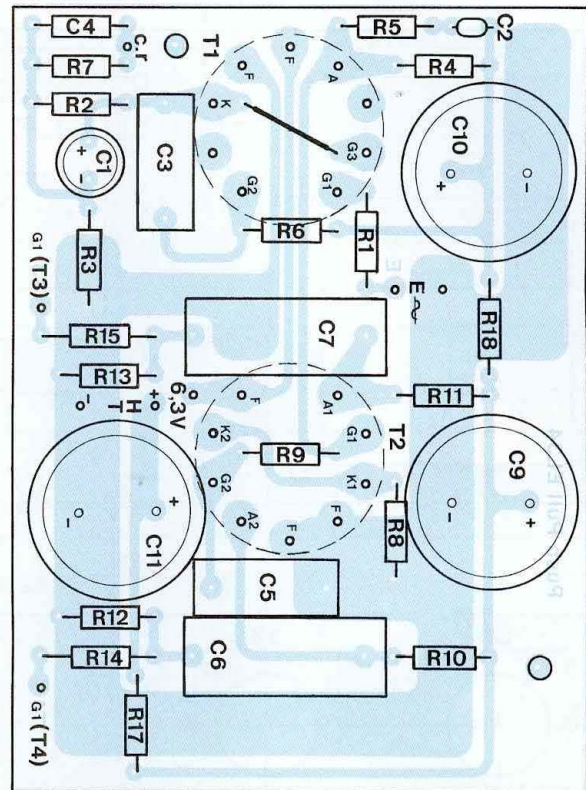 C4
c.r
T1
R5
C2
R7
F
F
A
R4
R2
K
C3
G3
C10
C1
+
-
+
-
G2
G1
R3
R6
R1
G1(T3)
E
R18
C7
R15
R13
-
HT
+
6,3V
F
A1
R11
T2
K2
G1
R9
C9
G2
K1
C11
-
+
A2
F
F
R8
-
+
C5
R12
C6
R14
R10
G1(T4)
R17